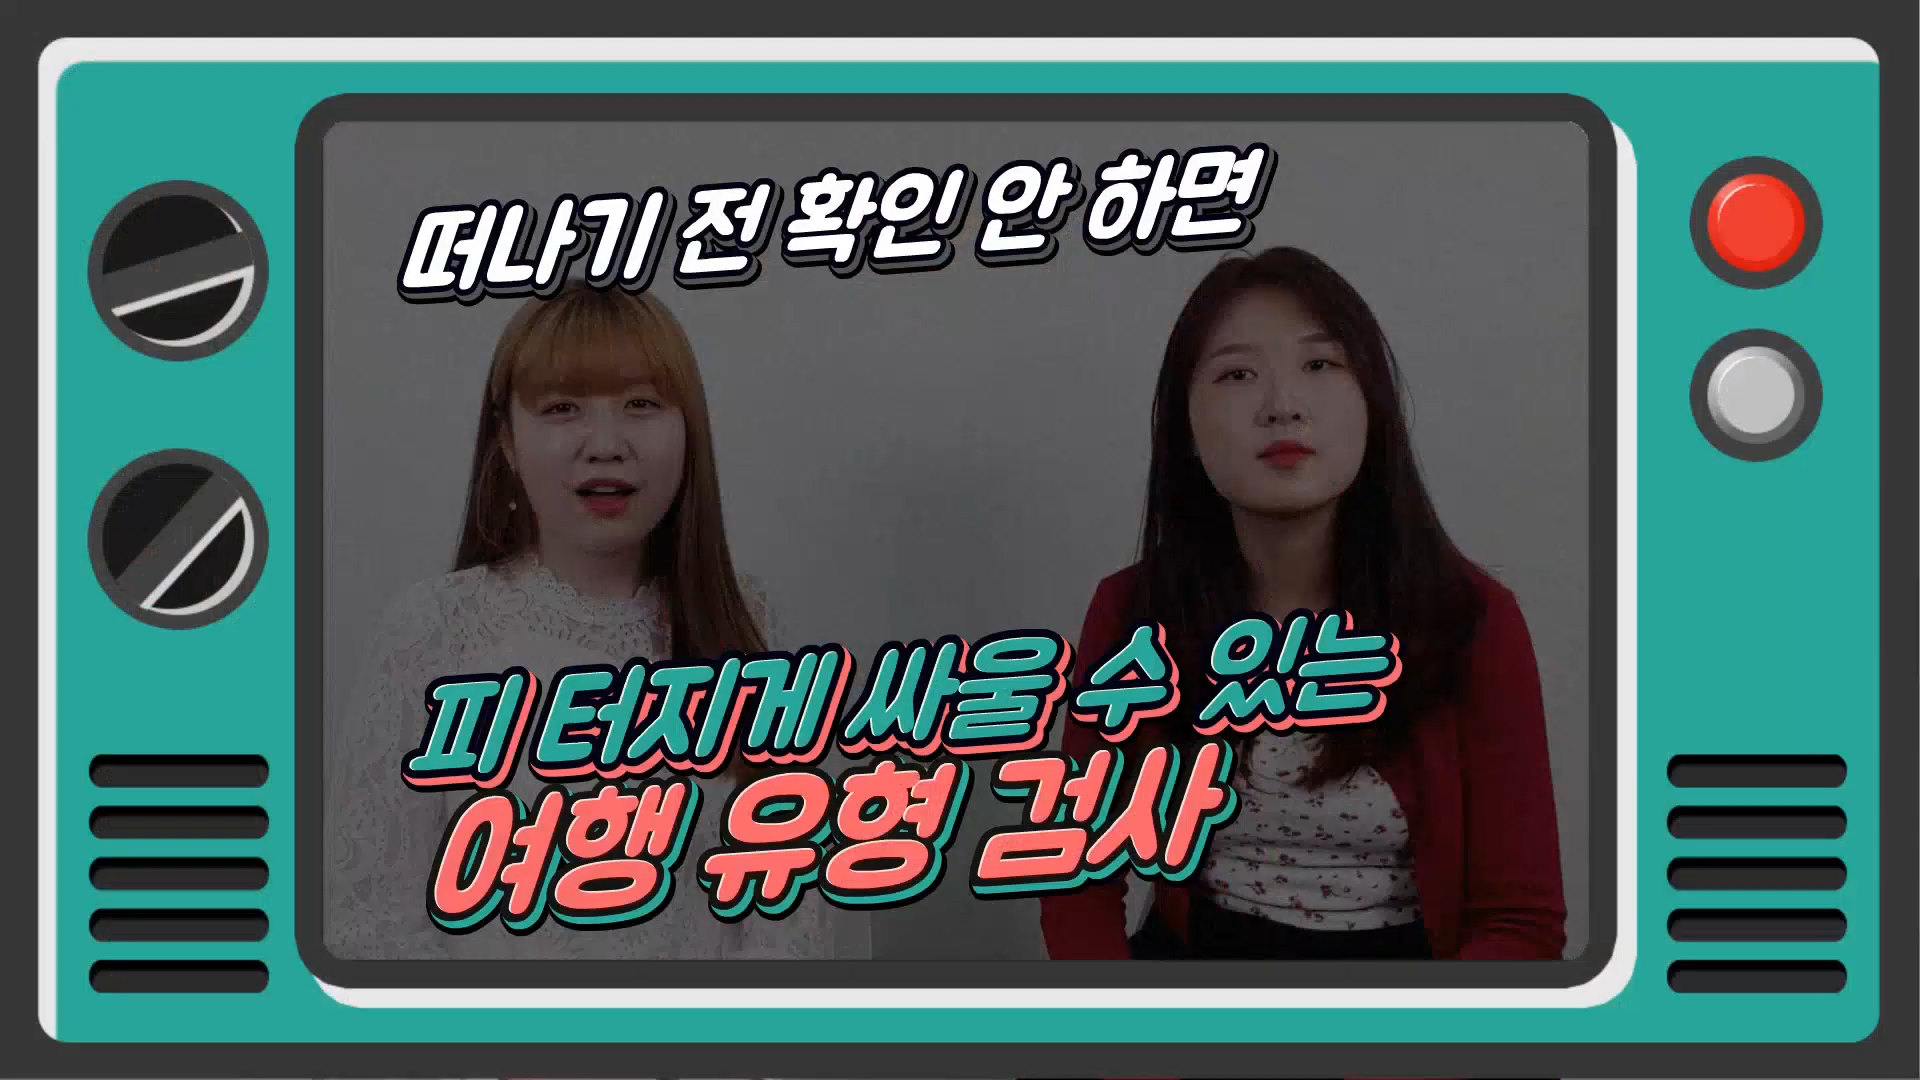 떠나기 전 확인 안 하면
피 터지게 싸울 수 있는
여행 유형 검사